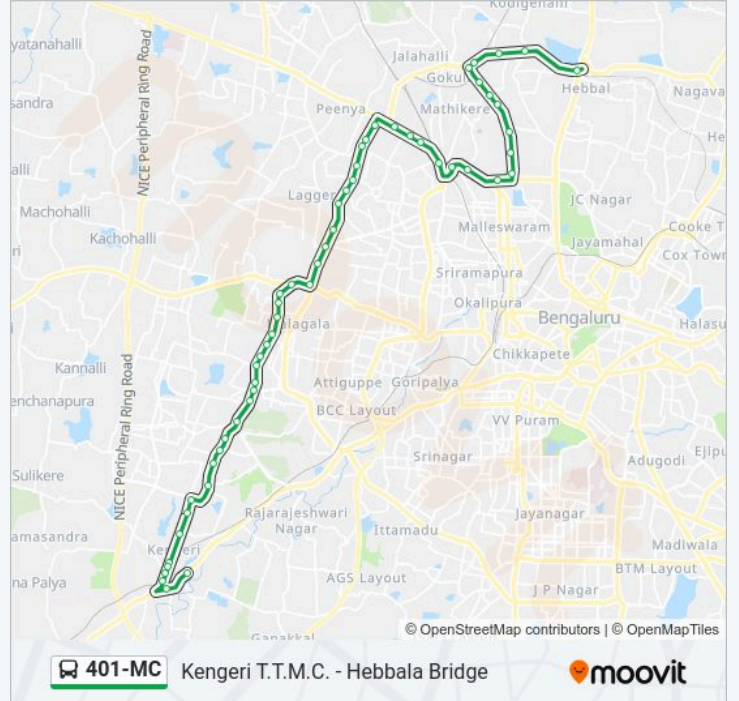 Kodigehalli
yatanahalli
Jalahalli
Gokul
Hebbal
Nagava
sandra
Peenya
Mathikere
He
NICE Peripheral Ring Road
alli
Lagger
JC Nagar
Machohalli
Malleswaram
Cooke T
Kachohalli
Jayamahal
Cox Town
ri
Sriramapura
Okalipura
Bengaluru
Halasu
alagala
Chikkapete
Kannalli
Attiguppe
Goripalya
enchanapura
BCC Layout
NICE Peripheral Ring Road
VV Puram
Ejipu
Srinagar
Adugodi
Sulikere
Rajarajeshwari
Nagar
Jayanagar
amasandra
Ittamadu
Kengeri
Madiwala
na Palya
AGS Layout
BTM Layout
J P Nagar
Ganakkal
© OpenStreetMap contributors | © OpenMapTiles
401-MC
Kengeri T.T.M.C. - Hebbala Bridge
moovit